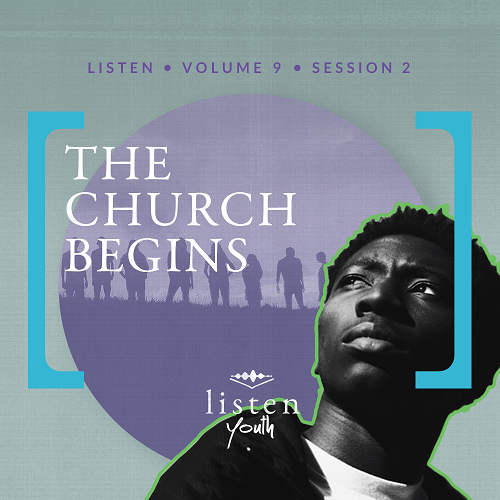 LISTEN • VOLUME 9 • SESSION 2
THE
CHURCH
BEGINS
listen
youth